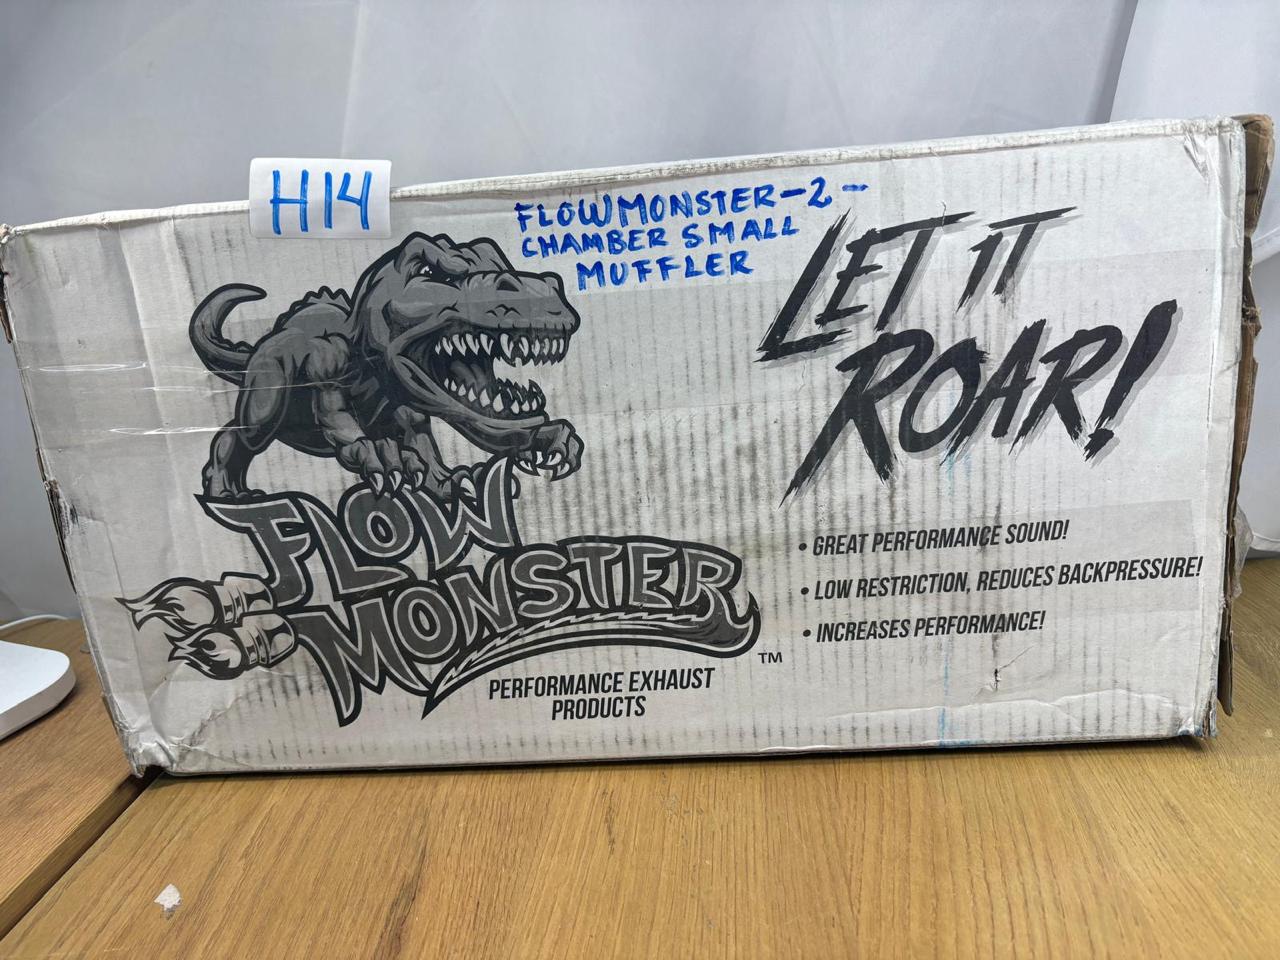 H14
FLOWMONSTER-2-
CHAMBER SMALL
MUFFLER
LET IT
ROAR!
FLOW
MONSTER
TM
PERFORMANCE EXHAUST
PRODUCTS
• GREAT PERFORMANCE SOUND!
• LOW RESTRICTION, REDUCES BACKPRESSURE!
• INCREASES PERFORMANCE!